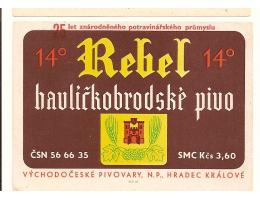 25 let znárodněného potravinářského průmyslu
14° Rebel 14°
havlíčkobrodské pivo
ČSN 56 66 35 SMC Kčs 3,60
VÝCHODOČESKÉ PIVOVARY, N.P., HRADEC KRÁLOVÉ